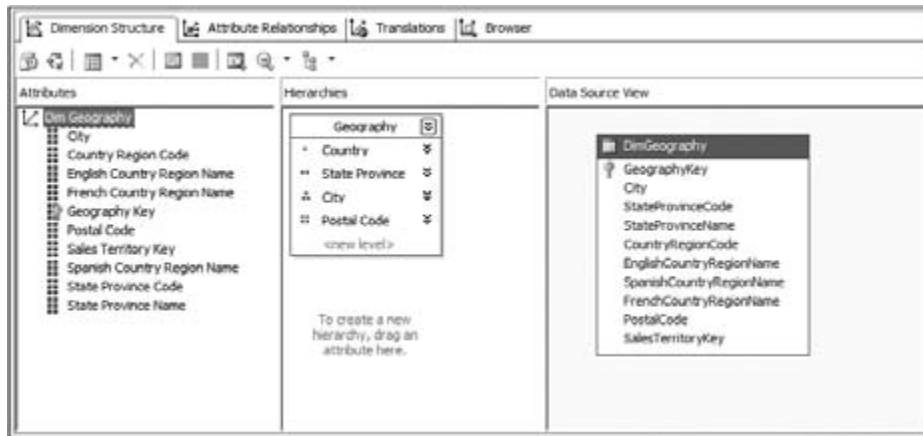 Dimension Structure
Attribute Relationships
Translations
Browser
Attributes
Dim Geography
City
Country Region Code
English Country Region Name
French Country Region Name
Geography Key
Postal Code
Sales Territory Key
Spanish Country Region Name
State Province Code
State Province Name
Hierarchies
Geography
Country
State Province
City
Postal Code
<new level>
To create a new
hierarchy, drag an
attribute here.
Data Source View
DimGeography
GeographyKey
City
StateProvinceCode
StateProvinceName
CountryRegionCode
EnglishCountryRegionName
SpanishCountryRegionName
FrenchCountryRegionName
PostalCode
SalesTerritoryKey